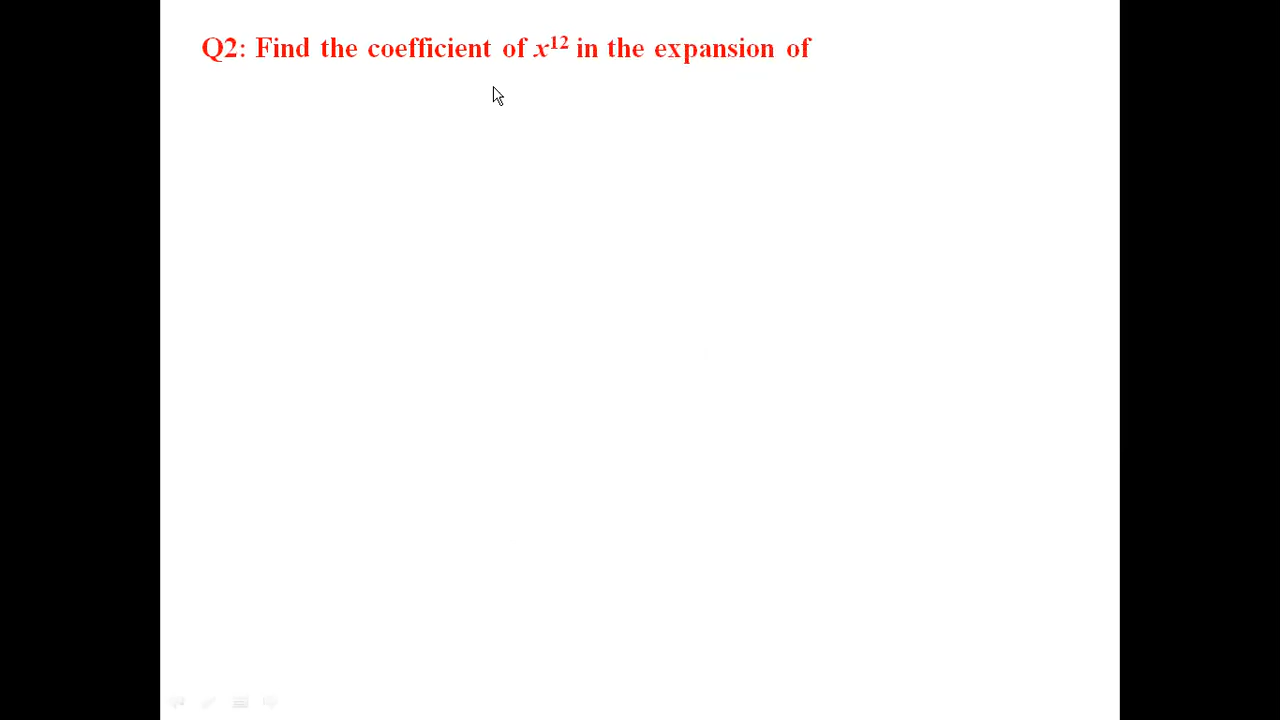 Q2: Find the coefficient of x¹² in the expansion of